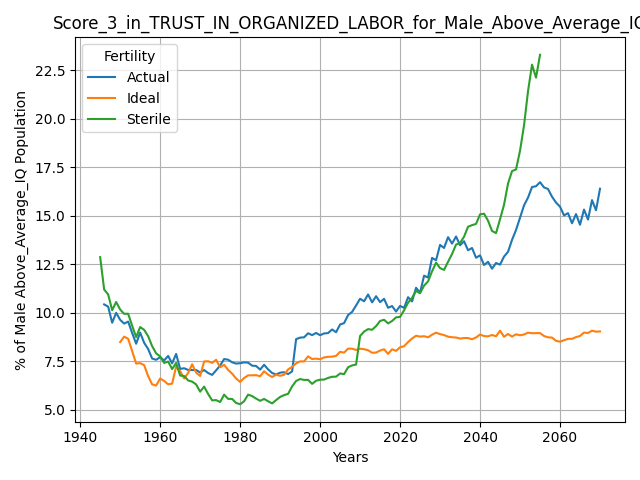 Score_3_in_TRUST_IN_ORGANIZED_LABOR_for_Male_Above_Average_IQ
Fertility
Actual
Ideal
Sterile
% of Male Above_Average_IQ Population
22.5
20.0
17.5
15.0
12.5
10.0
7.5
5.0
1940 1960 1980 2000 2020 2040 2060
Years